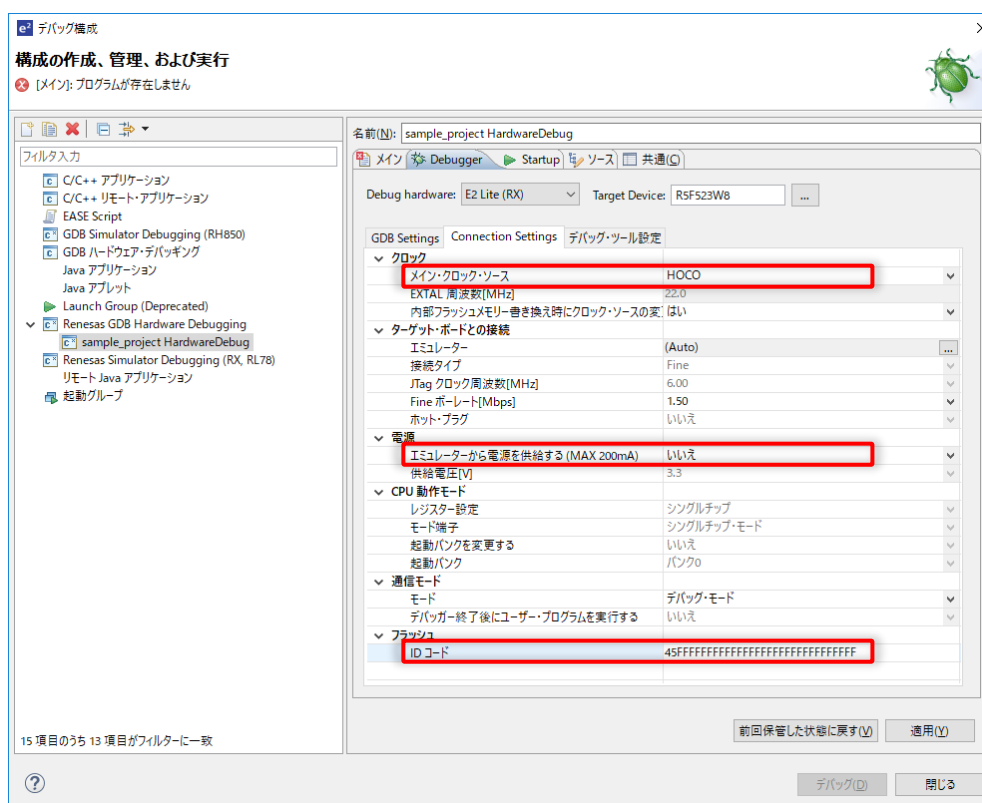 e² デバッグ構成
構成の作成、管理、および実行
[メイン]: プログラムが存在しません
フィルタ入力
C/C++ アプリケーション
C/C++ リモート・アプリケーション
EASE Script
GDB Simulator Debugging (RH850)
GDB ハードウェア・デバッギング
Java アプリケーション
Java アプレット
Launch Group (Deprecated)
Renesas GDB Hardware Debugging
sample_project HardwareDebug
Renesas Simulator Debugging (RX, RL78)
リモート Java アプリケーション
起動グループ
15 項目のうち 13 項目がフィルターに一致
名前(N): sample_project HardwareDebug
メイン Debugger Startup ソース 共通(C)
Debug hardware: E2 Lite (RX) Target Device: R5F523W8 ...
GDB Settings Connection Settings デバッグ・ツール設定
クロック
メイン・クロック・ソース HOCO
EXTAL 周波数[MHz] 22.0
内部フラッシュメモリー書き換え時にクロック・ソースの変 はい
ターゲット・ボードとの接続
エミュレーター (Auto) ...
接続タイプ Fine
JTag クロック周波数[MHz] 6.00
Fine ボーレート[Mbps] 1.50
ホット・プラグ いいえ
電源
エミュレーターから電源を供給する (MAX 200mA) いいえ
供給電圧[V] 3.3
CPU 動作モード
レジスター設定 シングルチップ
モード端子 シングルチップ・モード
起動バンクを変更する いいえ
起動バンク バンク0
通信モード
モード デバッグ・モード
デバッガー終了後にユーザー・プログラムを実行する いいえ
フラッシュ
ID コード 45FFFFFFFFFFFFFFFFFFFFFFFFFFFFFF
前回保管した状態に戻す(V) 適用(Y)
? デバッグ(D) 閉じる